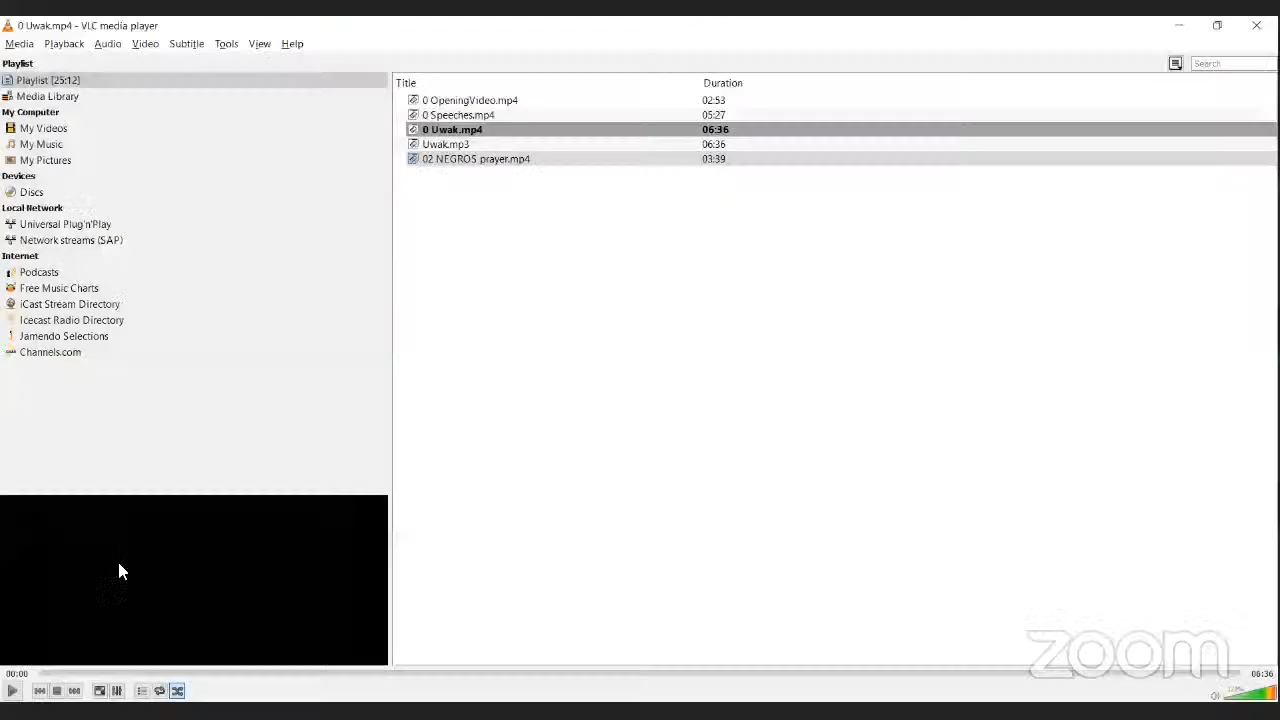 0 Uwak.mp4 - VLC media player
Media Playback Audio Video Subtitle Tools View Help
Playlist
Search
Playlist [25:12]
Media Library
My Computer
My Videos
My Music
My Pictures
Devices
Discs
Local Network
Universal Plug'n'Play
Network streams (SAP)
Internet
Podcasts
Free Music Charts
iCast Stream Directory
Icecast Radio Directory
Jamendo Selections
Channels.com
Title Duration
0 OpeningVideo.mp4 02:53
0 Speeches.mp4 05:27
0 Uwak.mp4 06:36
Uwak.mp3 06:36
02 NEGROS prayer.mp4 03:39
zoom
00:00 06:36